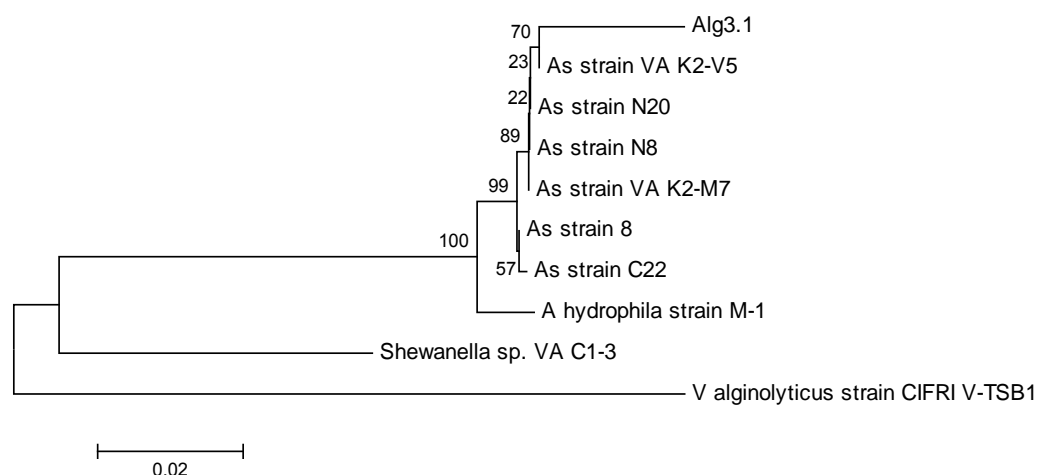 70
Alg3.1
23
As strain VA K2-V5
22
As strain N20
89
As strain N8
99
As strain VA K2-M7
As strain 8
100
57
As strain C22
A hydrophila strain M-1
Shewanella sp. VA C1-3
V alginolyticus strain CIFRI V-TSB1
0.02